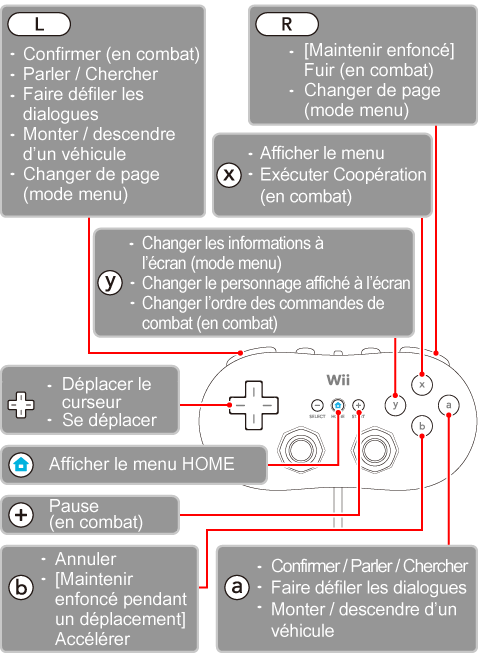 L
- Confirmer (en combat)
- Parler / Chercher
- Faire défiler les
dialogues
- Monter / descendre
d'un véhicule
- Changer de page
(mode menu)
R
- [Maintenir enfoncé]
Fuir (en combat)
- Changer de page
(mode menu)
x
- Afficher le menu
- Exécuter Coopération
(en combat)
y
- Changer les informations à
l'écran (mode menu)
- Changer le personnage affiché à l'écran
- Changer l'ordre des commandes de
combat (en combat)
- Déplacer le
curseur
- Se déplacer
Wii
SELECT HOME START
x
y
a
b
Afficher le menu HOME
+ Pause
(en combat)
b
- Annuler
- [Maintenir
enfoncé pendant
un déplacement]
Accélérer
a
- Confirmer / Parler / Chercher
- Faire défiler les dialogues
- Monter / descendre d'un
véhicule